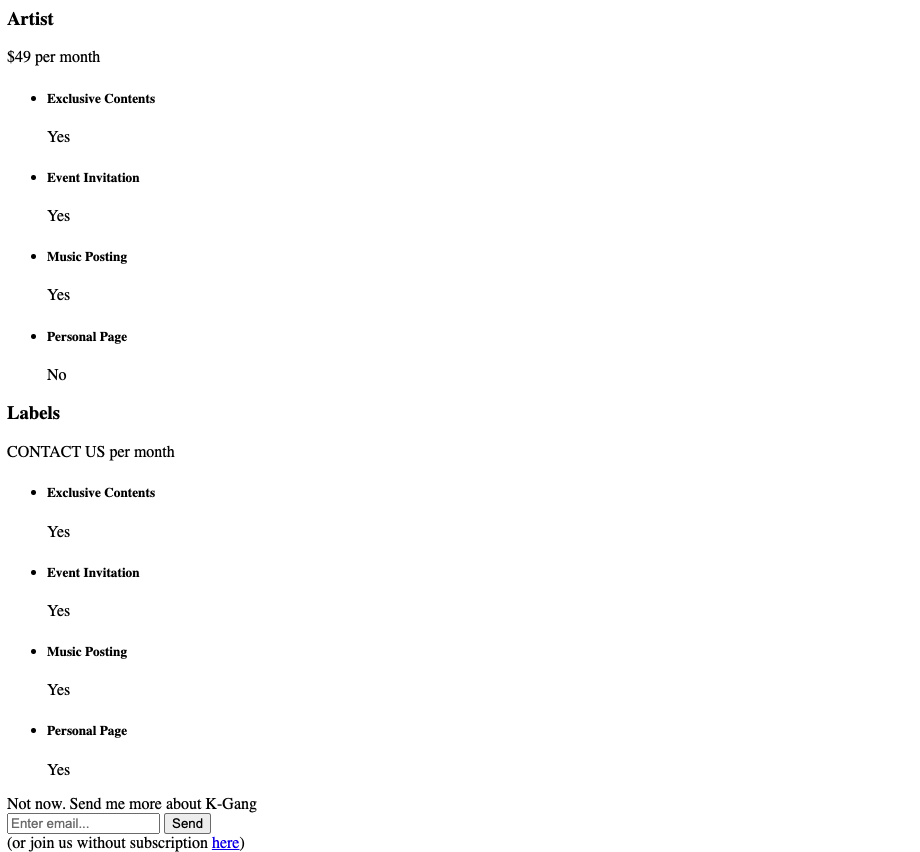 Artist
$49 per month
Exclusive Contents
Yes
Event Invitation
Yes
Music Posting
Yes
Personal Page
No
Labels
CONTACT US per month
Exclusive Contents
Yes
Event Invitation
Yes
Music Posting
Yes
Personal Page
Yes
Not now. Send me more about K-Gang
Enter email... Send
(or join us without subscription here)